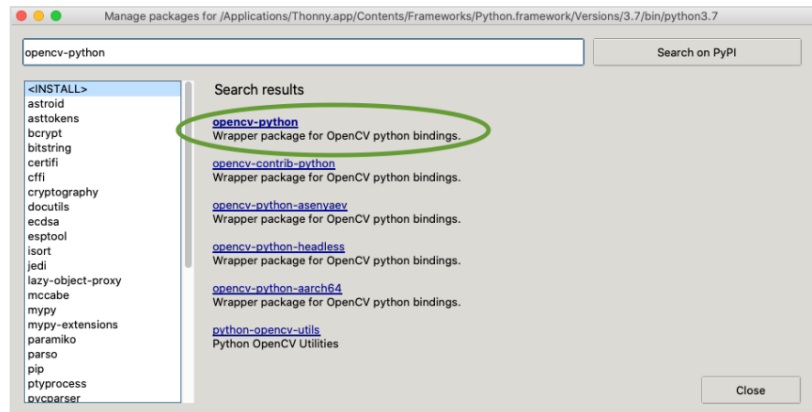 Manage packages for /Applications/Thonny.app/Contents/Frameworks/Python.framework/Versions/3.7/bin/python3.7
opencv-python
Search on PyPI
<INSTALL>
astroid
asttokens
bcrypt
bitstring
certifi
cffi
cryptography
docutils
ecdsa
esptool
isort
jedi
lazy-object-proxy
mccabe
mypy
mypy-extensions
paramiko
parso
pip
ptyprocess
pycparser
Search results
opencv-python
Wrapper package for OpenCV python bindings.
opencv-contrib-python
Wrapper package for OpenCV python bindings.
opencv-python-asenyaev
Wrapper package for OpenCV python bindings.
opencv-python-headless
Wrapper package for OpenCV python bindings.
opencv-python-aarch64
Wrapper package for OpenCV python bindings.
python-opencv-utils
Python OpenCV Utilities
Close